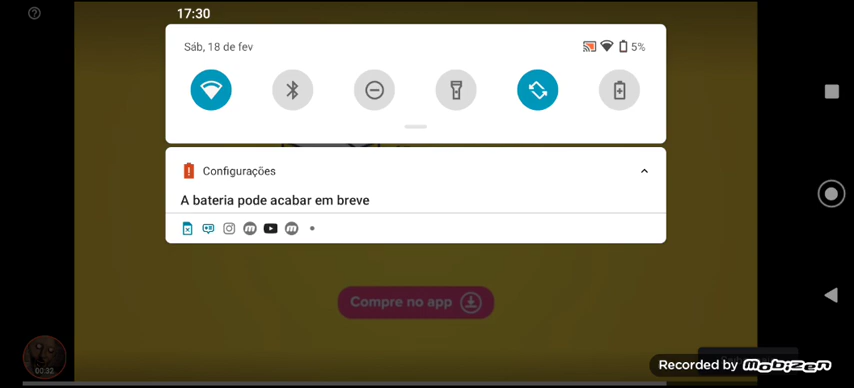 17:30
Sáb, 18 de fev
5%
Configurações
A bateria pode acabar em breve
Compre no app
00:32
Recorded by mobizen